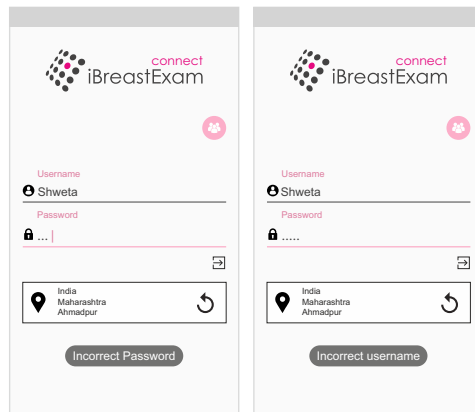 connect
iBreastExam
Username
Shweta
Password
... |
India
Maharashtra
Ahmadpur
Incorrect Password
connect
iBreastExam
Username
Shweta
Password
.....
India
Maharashtra
Ahmadpur
Incorrect username